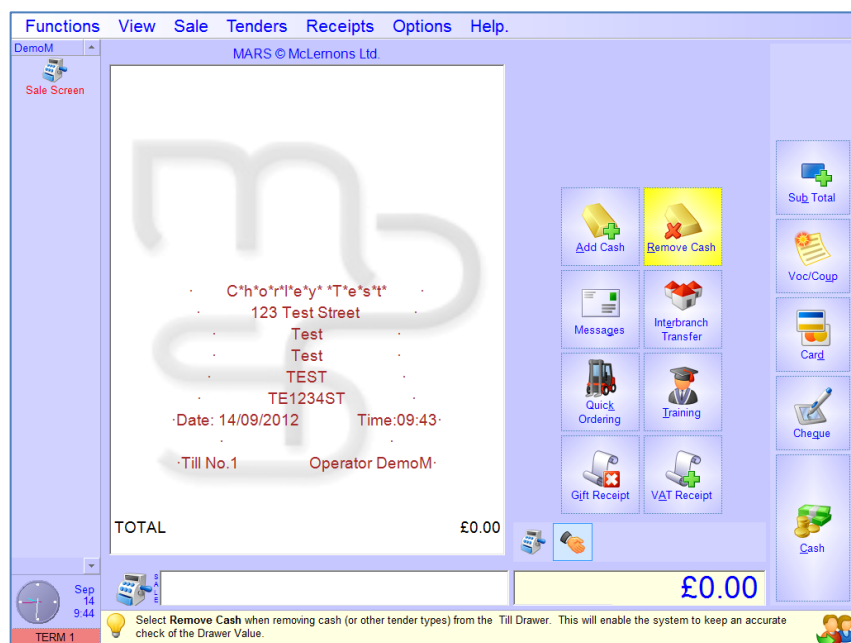 Functions View Sale Tenders Receipts Options Help.
DemoM
Sale Screen
MARS © McLernons Ltd.
· C*h*o*r*l*e*y* *T*e*s*t* ·
· 123 Test Street ·
· Test ·
· Test ·
· TEST ·
· TE1234ST ·
·Date: 14/09/2012 Time:09:43·
· ·
·Till No.1 Operator DemoM·
TOTAL £0.00
Add Cash
Remove Cash
Messages
Interbranch
Transfer
Quick
Ordering
Training
Gift Receipt
VAT Receipt
Sub Total
Voc/Coup
Card
Cheque
Cash
SALE
£0.00
Sep
14
9:44
TERM 1
Select Remove Cash when removing cash (or other tender types) from the Till Drawer. This will enable the system to keep an accurate
check of the Drawer Value.